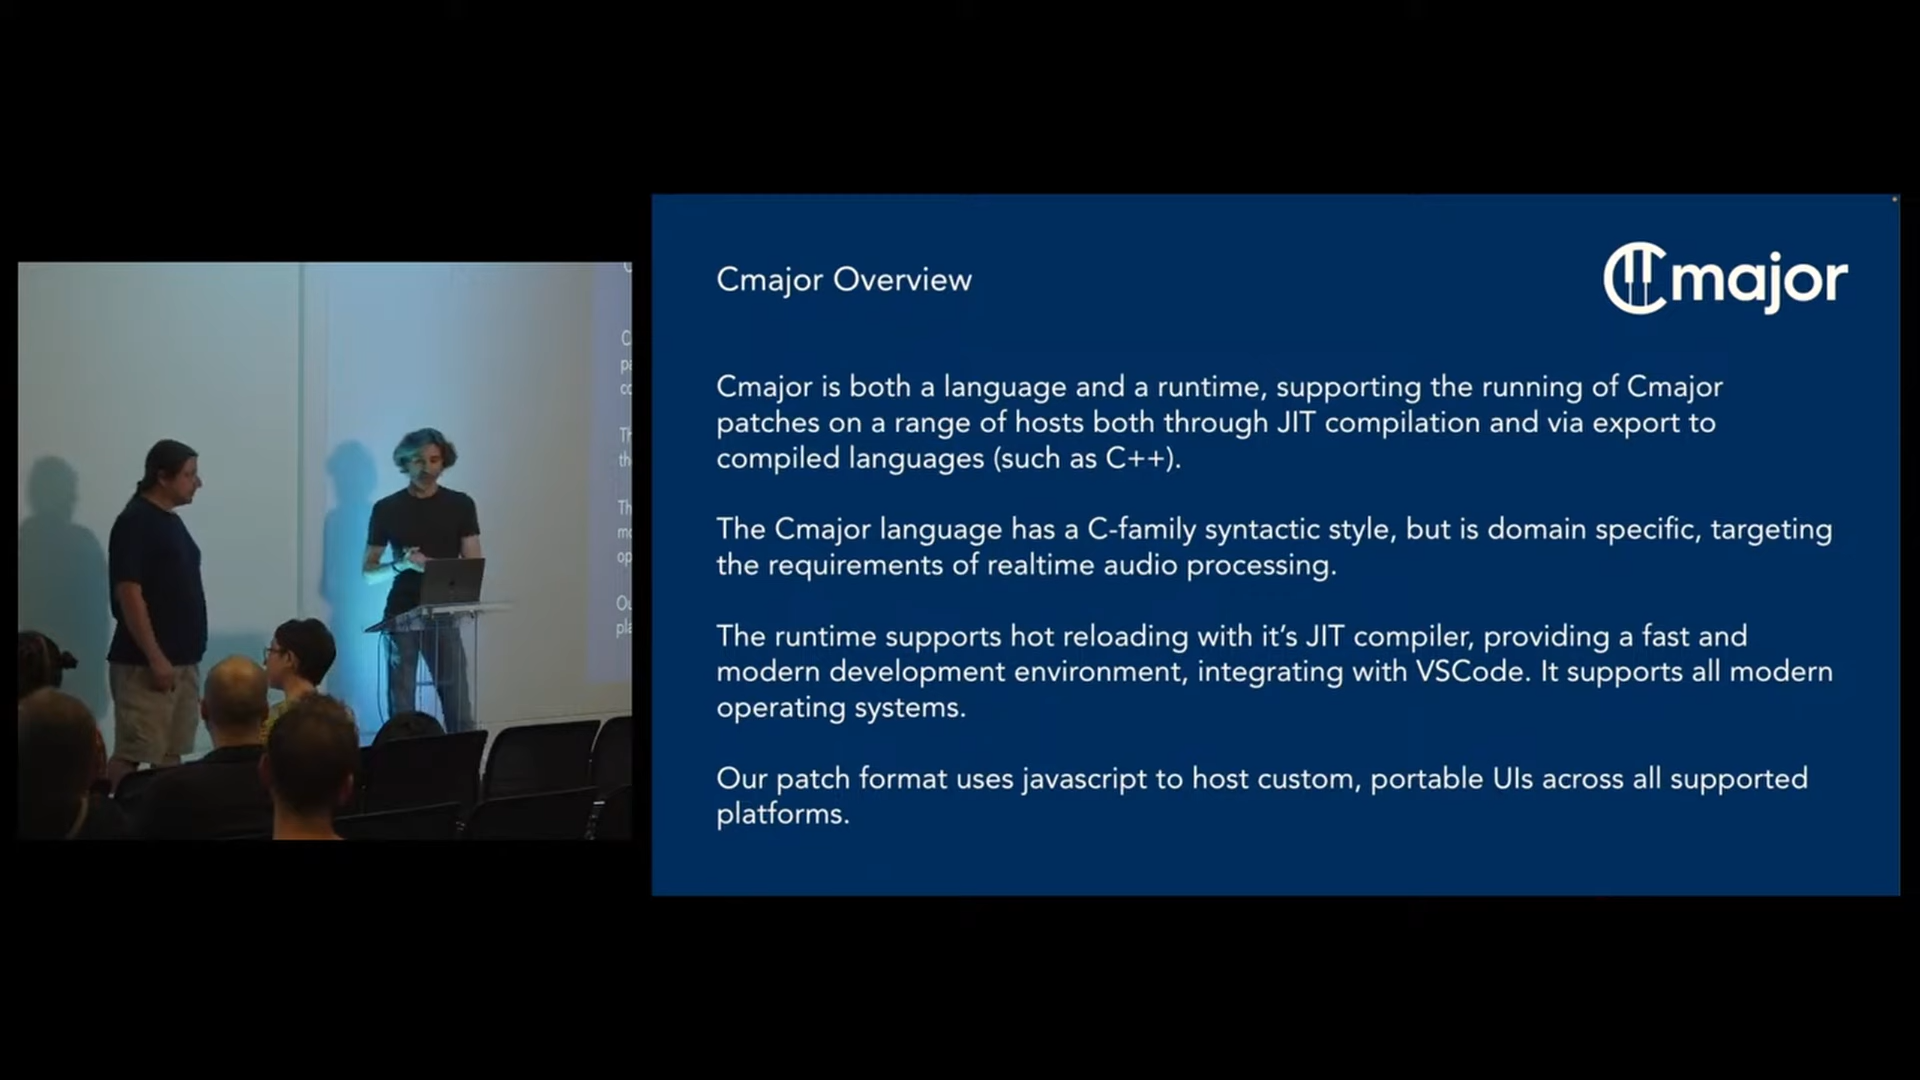 Cmajor Overview
Cmajor
Cmajor is both a language and a runtime, supporting the running of Cmajor
patches on a range of hosts both through JIT compilation and via export to
compiled languages (such as C++).
The Cmajor language has a C-family syntactic style, but is domain specific, targeting
the requirements of realtime audio processing.
The runtime supports hot reloading with it’s JIT compiler, providing a fast and
modern development environment, integrating with VSCode. It supports all modern
operating systems.
Our patch format uses javascript to host custom, portable UIs across all supported
platforms.